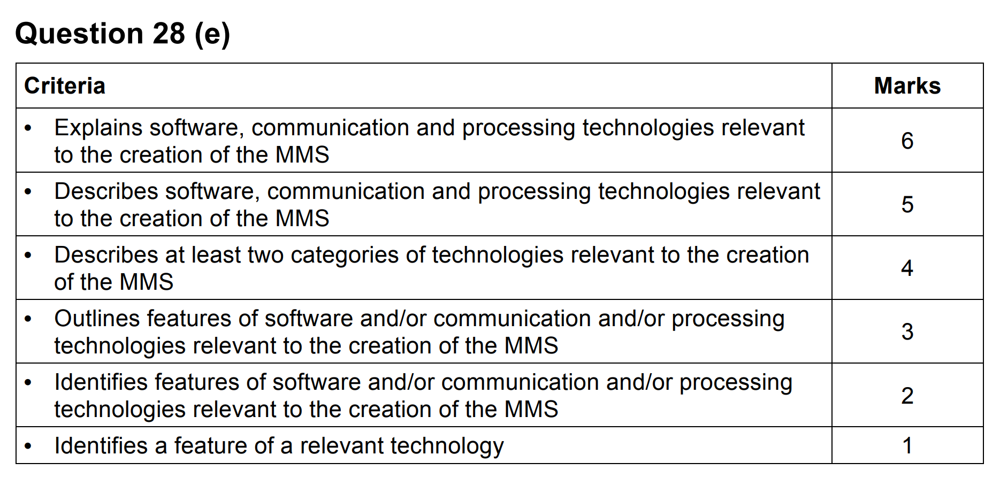 Question 28 (e)
Criteria Marks
• Explains software, communication and processing technologies relevant
to the creation of the MMS
6
• Describes software, communication and processing technologies relevant
to the creation of the MMS
5
• Describes at least two categories of technologies relevant to the creation
of the MMS
4
• Outlines features of software and/or communication and/or processing
technologies relevant to the creation of the MMS
3
• Identifies features of software and/or communication and/or processing
technologies relevant to the creation of the MMS
2
• Identifies a feature of a relevant technology
1